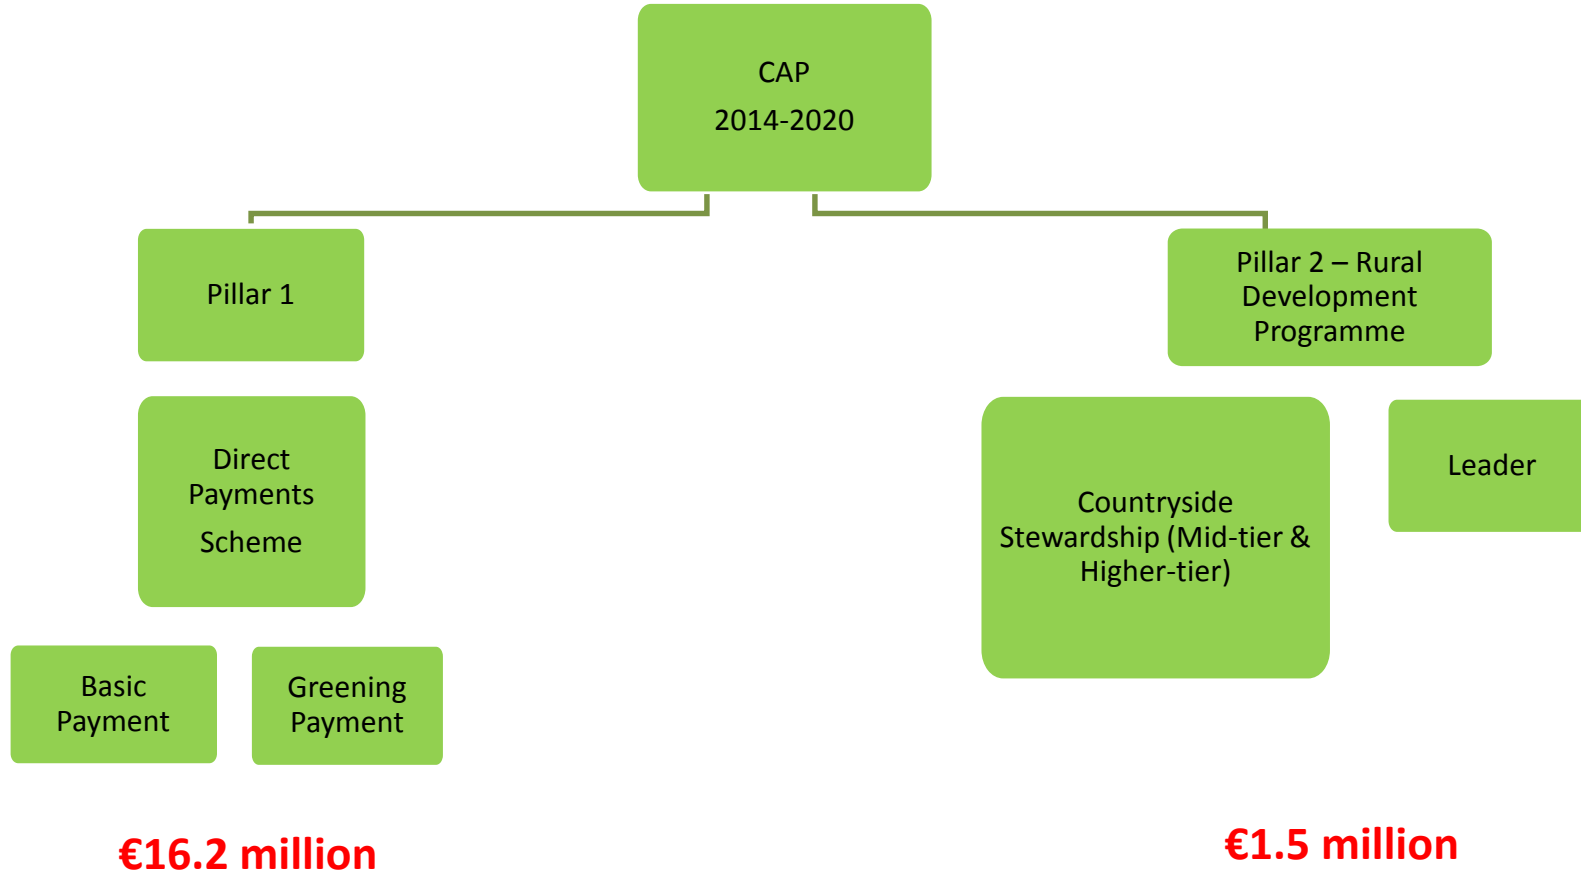 CAP
2014-2020
Pillar 1
Pillar 2 – Rural
Development
Programme
Direct
Payments
Scheme
Countryside
Stewardship (Mid-tier &
Higher-tier)
Leader
Basic
Payment
Greening
Payment
€16.2 million
€1.5 million